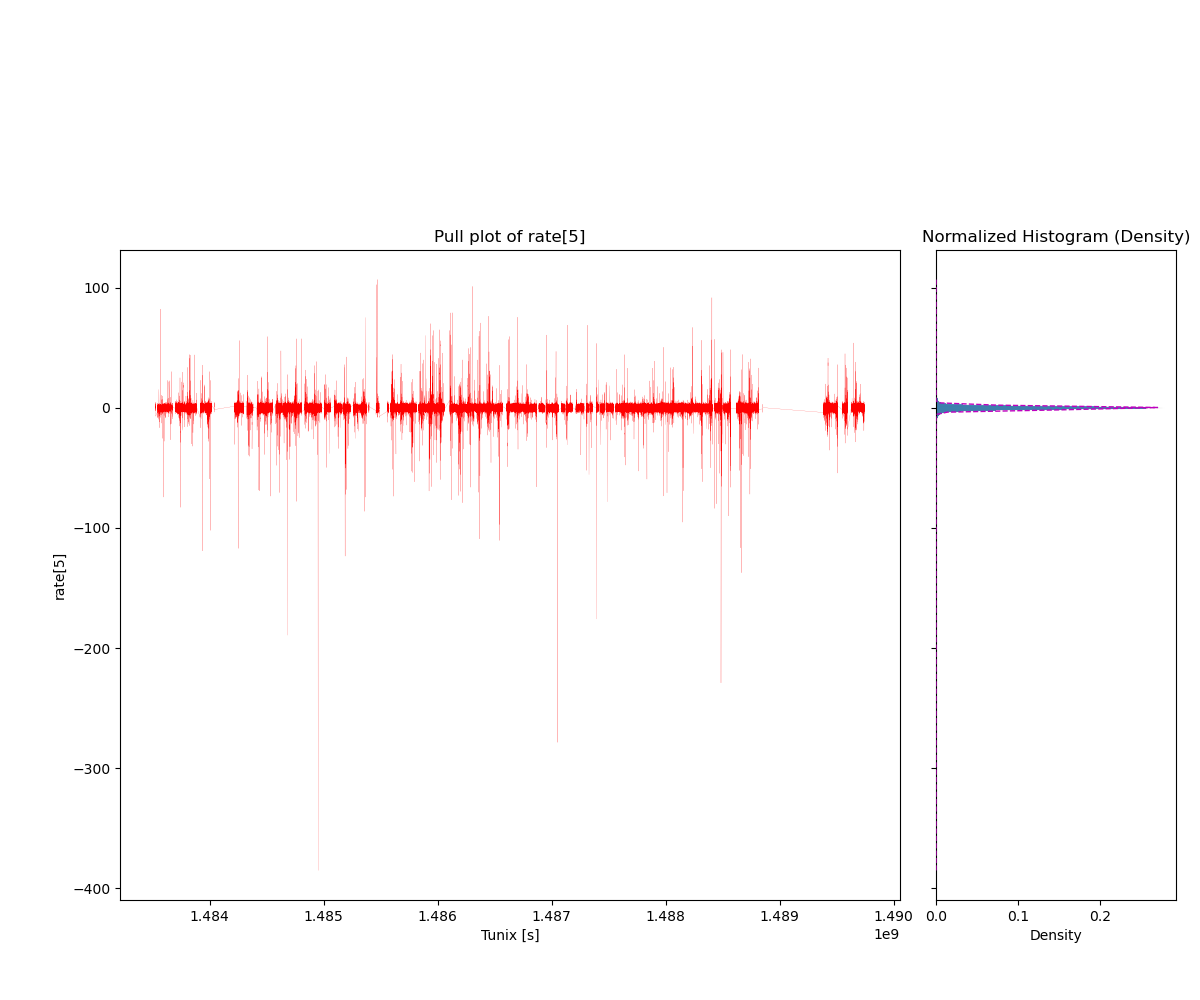 Pull plot of rate[5]
Normalized Histogram (Density)
100
0
−100
−200
−300
−400
rate[5]
1.484
1.485
1.486
1.487
1.488
1.489
1.490
1e9
Tunix [s]
0.0
0.1
0.2
Density